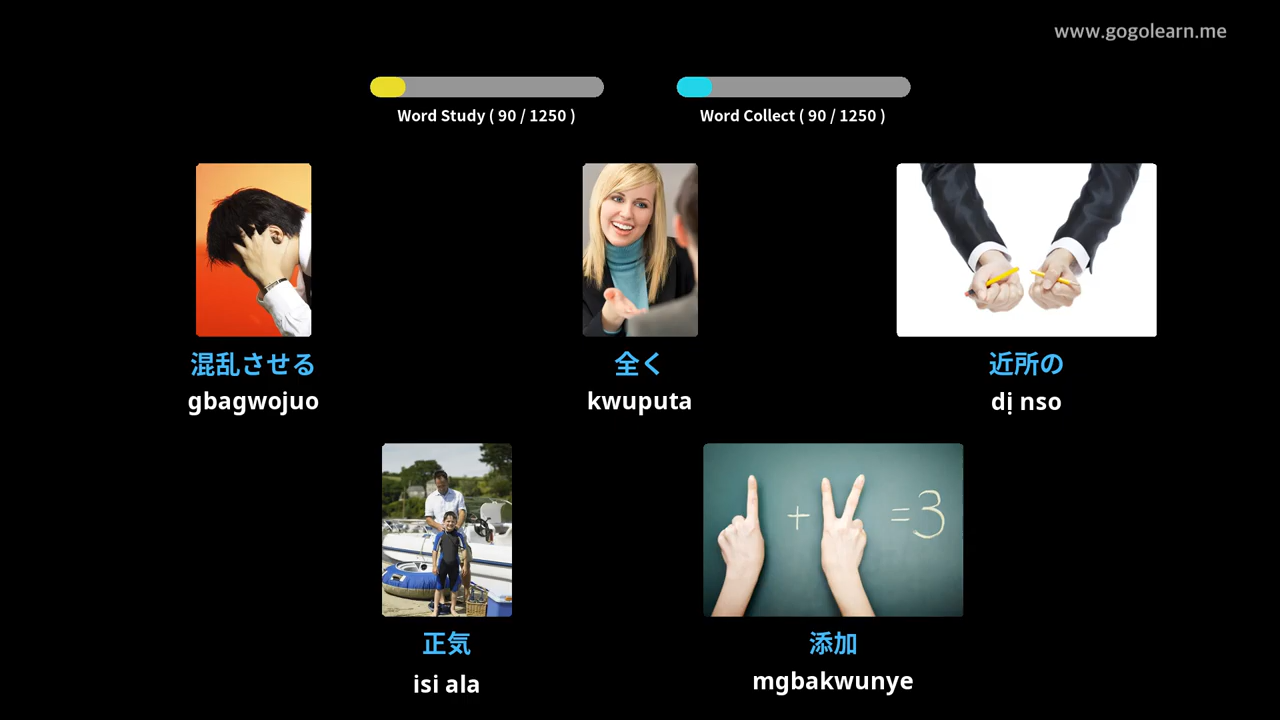 www.gogolearn.me
Word Study ( 90 / 1250 )
Word Collect ( 90 / 1250 )
混乱させる
gbagwojuo
全く
kwuputa
近所の
dị nso
+ =3
正気
isi ala
添加
mgbakwunye